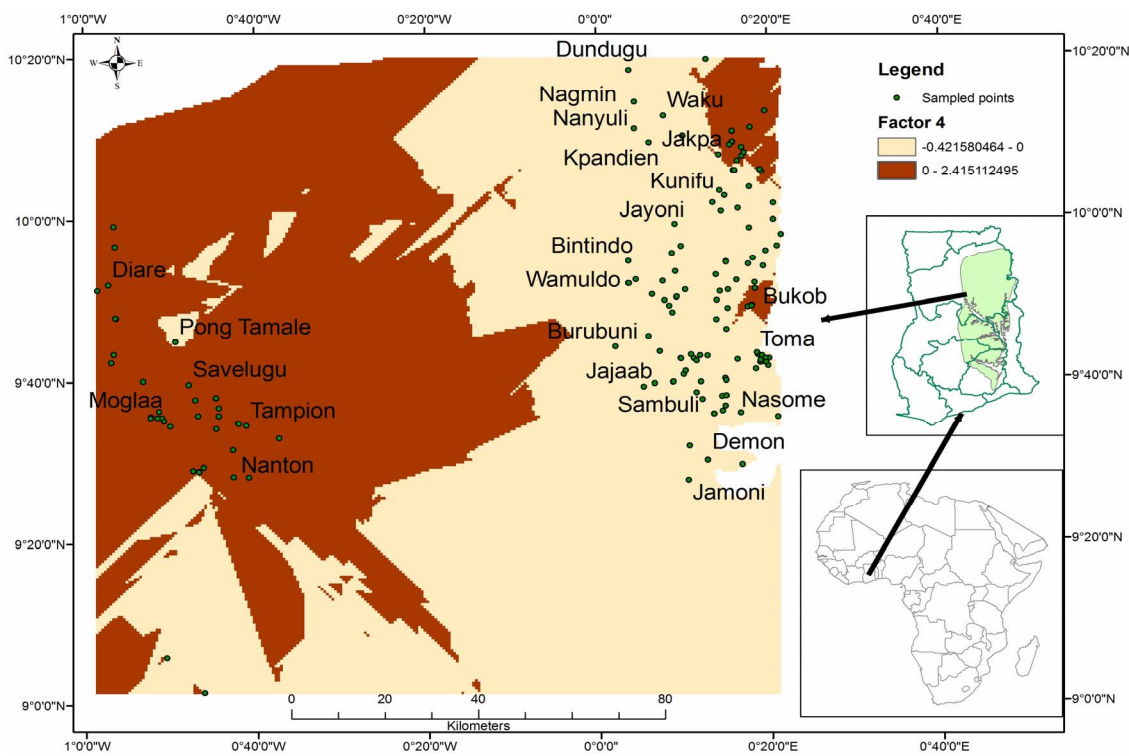 1°0'0"W 0°40'0"W 0°20'0"W 0°0'0"E 0°20'0"E 0°40'0"E
N
W E
S
10°20'0"N 10°20'0"N
Dundugu
Legend
Sampled points
Factor 4
-0.421580464 - 0
0 - 2.415112495
Nagmin Waku
Nanyuli
Jakpa
Kpandien
Kunifu
10°0'0"N 10°0'0"N
Jayoni
Bintindo
Diare
Wamuldo
Bukob
Pong Tamale
Burubuni
Toma
9°40'0"N 9°40'0"N
Savelugu
Jajaab
Moglaa
Tampion
Sambuli
Nasome
Demon
Nanton
Jamoni
9°20'0"N 9°20'0"N
9°0'0"N 9°0'0"N
0 20 40 80
Kilometers
1°0'0"W 0°40'0"W 0°20'0"W 0°0'0"E 0°20'0"E 0°40'0"E